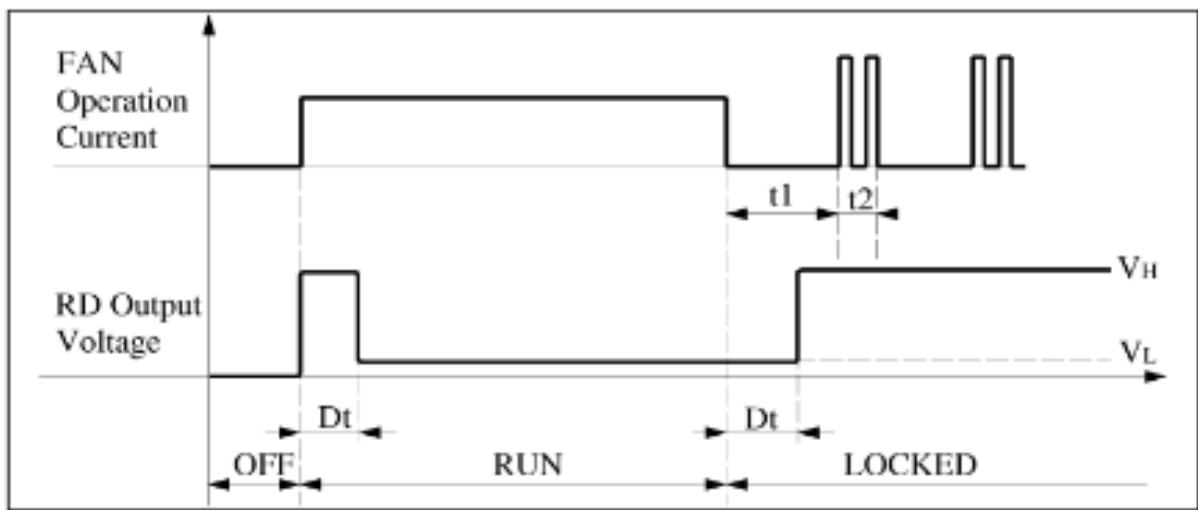 FAN
Operation
Current
t1
t2
VH
RD Output
Voltage
VL
Dt
Dt
OFF
RUN
LOCKED